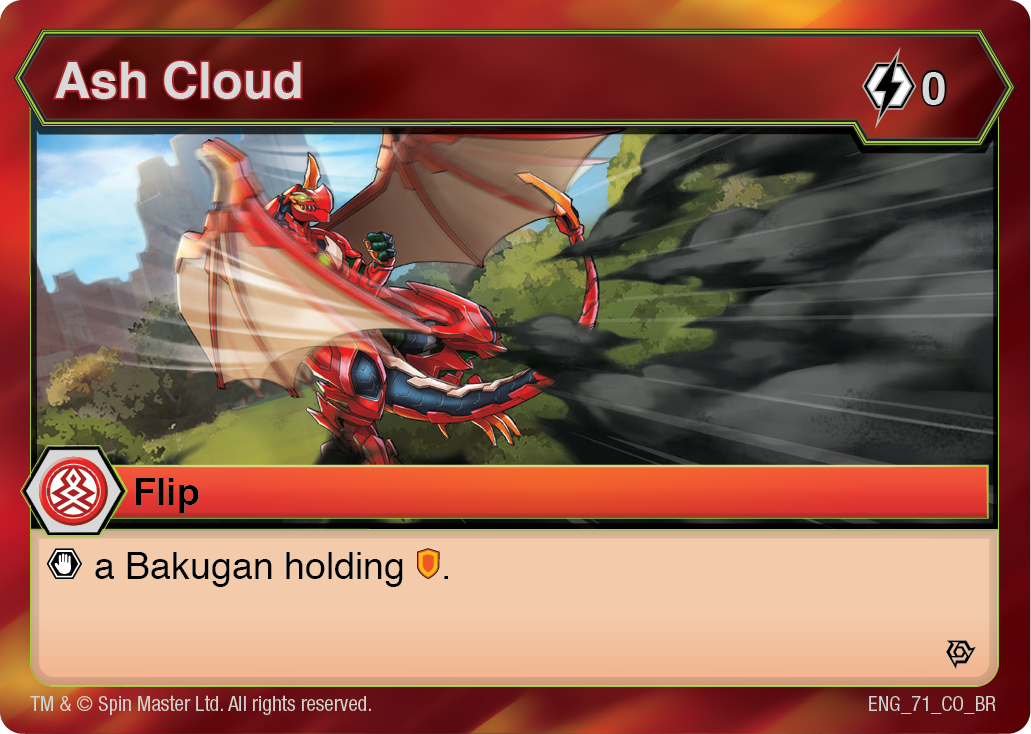 Ash Cloud
0
Flip
a Bakugan holding .
TM & © Spin Master Ltd. All rights reserved.
ENG_71_CO_BR